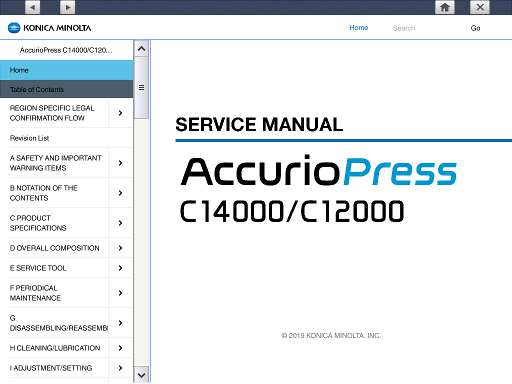 KONICA MINOLTA
Home
Search
Go
AccurioPress C14000/C120...
Home
Table of Contents
REGION SPECIFIC LEGAL
CONFIRMATION FLOW
Revision List
A SAFETY AND IMPORTANT
WARNING ITEMS
B NOTATION OF THE
CONTENTS
C PRODUCT
SPECIFICATIONS
D OVERALL COMPOSITION
E SERVICE TOOL
F PERIODICAL
MAINTENANCE
G
DISASSEMBLING/REASSEMBI
H CLEANING/LUBRICATION
I ADJUSTMENT/SETTING
SERVICE MANUAL
AccurioPress
C14000/C12000
© 2019 KONICA MINOLTA, INC.